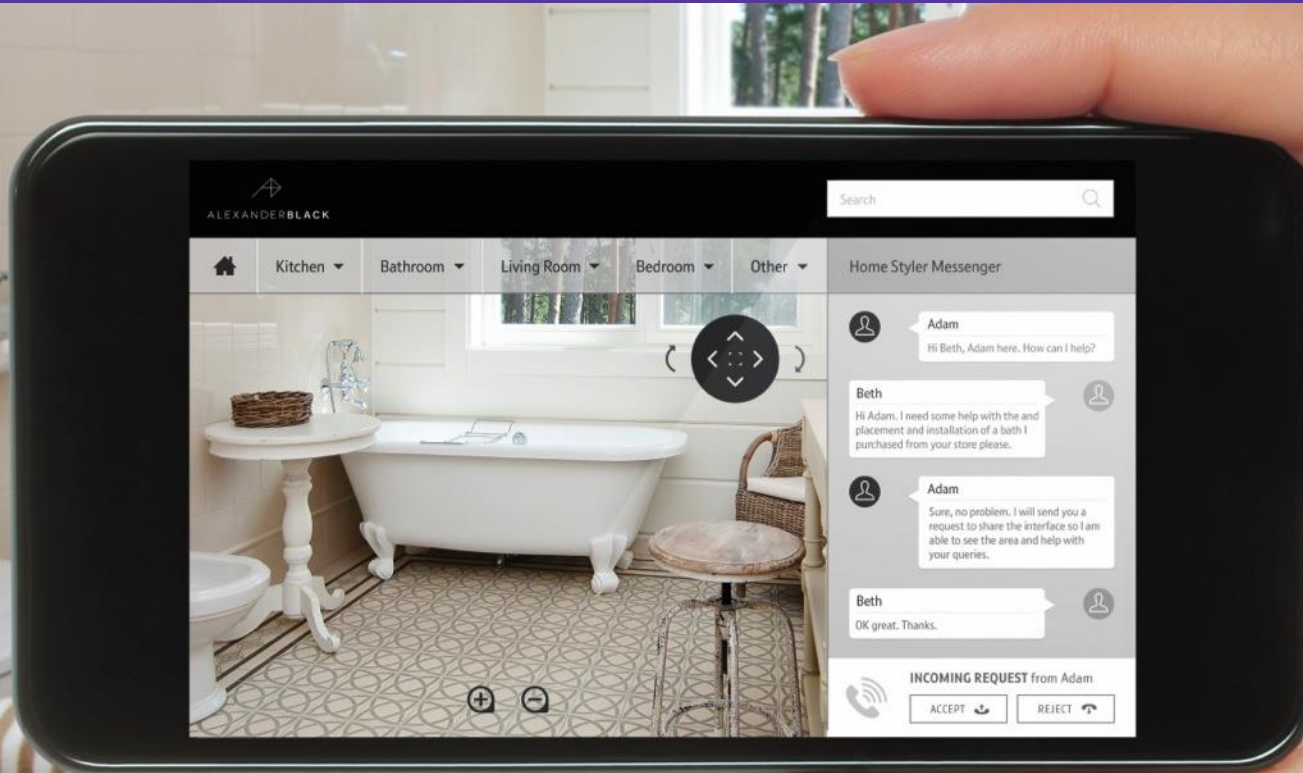 ALEXANDERBLACK
Search
Kitchen
Bathroom
Living Room
Bedroom
Other
Home Styler Messenger
Adam
Hi Beth, Adam here. How can I help?
Beth
Hi Adam. I need some help with the and
placement and installation of a bath I
purchased from your store please.
Adam
Sure, no problem. I will send you a
request to share the interface so I am
able to see the area and help with
your queries.
Beth
OK great. Thanks.
INCOMING REQUEST from Adam
ACCEPT
REJECT